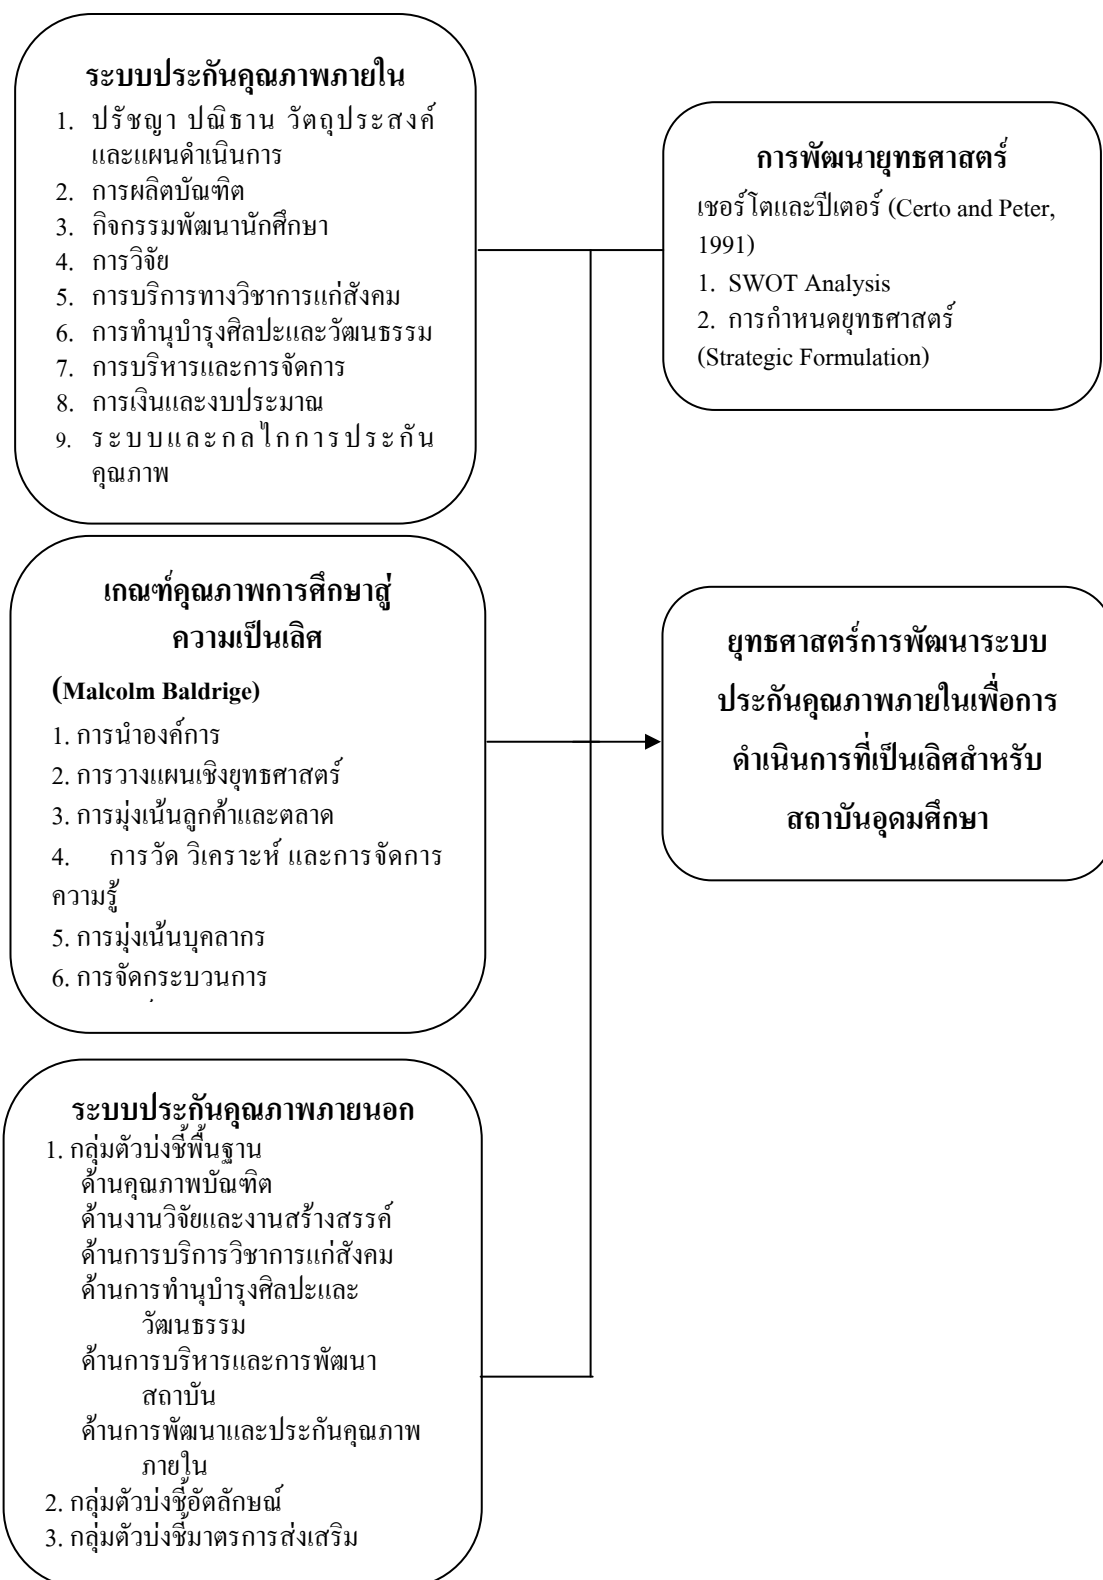 ระบบประกันคุณภาพภายใน
1. ปรัชญา ปณิธาน วัตถุประสงค์
และแผนดำเนินการ
2. การผลิตบัณฑิต
3. กิจกรรมพัฒนานักศึกษา
4. การวิจัย
5. การบริการทางวิชาการแก่สังคม
6. การทำนุบำรุงศิลปะและวัฒนธรรม
7. การบริหารและการจัดการ
8. การเงินและงบประมาณ
9. ระบบและกลไกการประกัน
คุณภาพ
การพัฒนายุทธศาสตร์
เชอร์โตและปีเตอร์ (Certo and Peter,
1991)
1. SWOT Analysis
2. การกำหนดยุทธศาสตร์
(Strategic Formulation)
เกณฑ์คุณภาพการศึกษาสู่
ความเป็นเลิศ
(Malcolm Baldrige)
1. การนำองค์การ
2. การวางแผนเชิงยุทธศาสตร์
3. การมุ่งเน้นลูกค้าและตลาด
4. การวัด วิเคราะห์ และการจัดการ
ความรู้
5. การมุ่งเน้นบุคลากร
6. การจัดกระบวนการ
ยุทธศาสตร์การพัฒนาระบบ
ประกันคุณภาพภายในเพื่อการ
ดำเนินการที่เป็นเลิศสำหรับ
สถาบันอุดมศึกษา
ระบบประกันคุณภาพภายนอก
1. กลุ่มตัวบ่งชี้พื้นฐาน
ด้านคุณภาพบัณฑิต
ด้านงานวิจัยและงานสร้างสรรค์
ด้านการบริการวิชาการแก่สังคม
ด้านการทำนุบำรุงศิลปะและ
วัฒนธรรม
ด้านการบริหารและการพัฒนา
สถาบัน
ด้านการพัฒนาและประกันคุณภาพ
ภายใน
2. กลุ่มตัวบ่งชี้อัตลักษณ์
3. กลุ่มตัวบ่งชี้มาตรการส่งเสริม